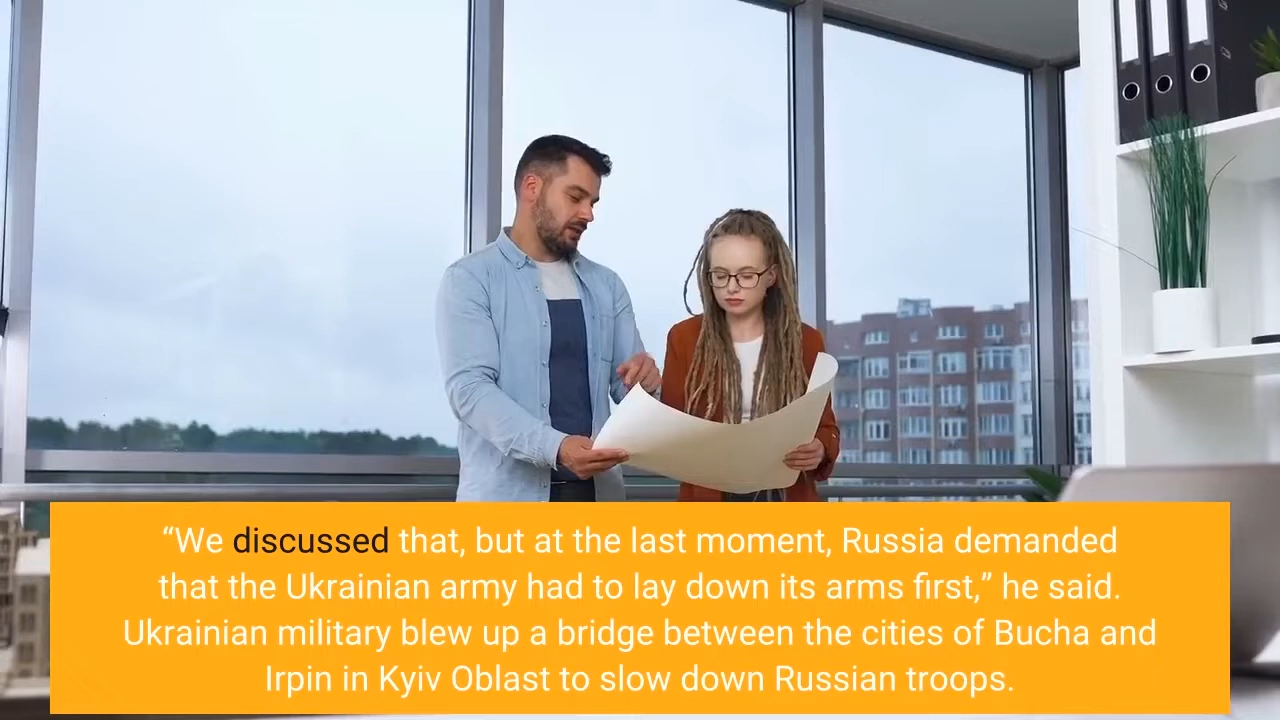 “We discussed that, but at the last moment, Russia demanded
that the Ukrainian army had to lay down its arms first,” he said.
Ukrainian military blew up a bridge between the cities of Bucha and
Irpin in Kyiv Oblast to slow down Russian troops.